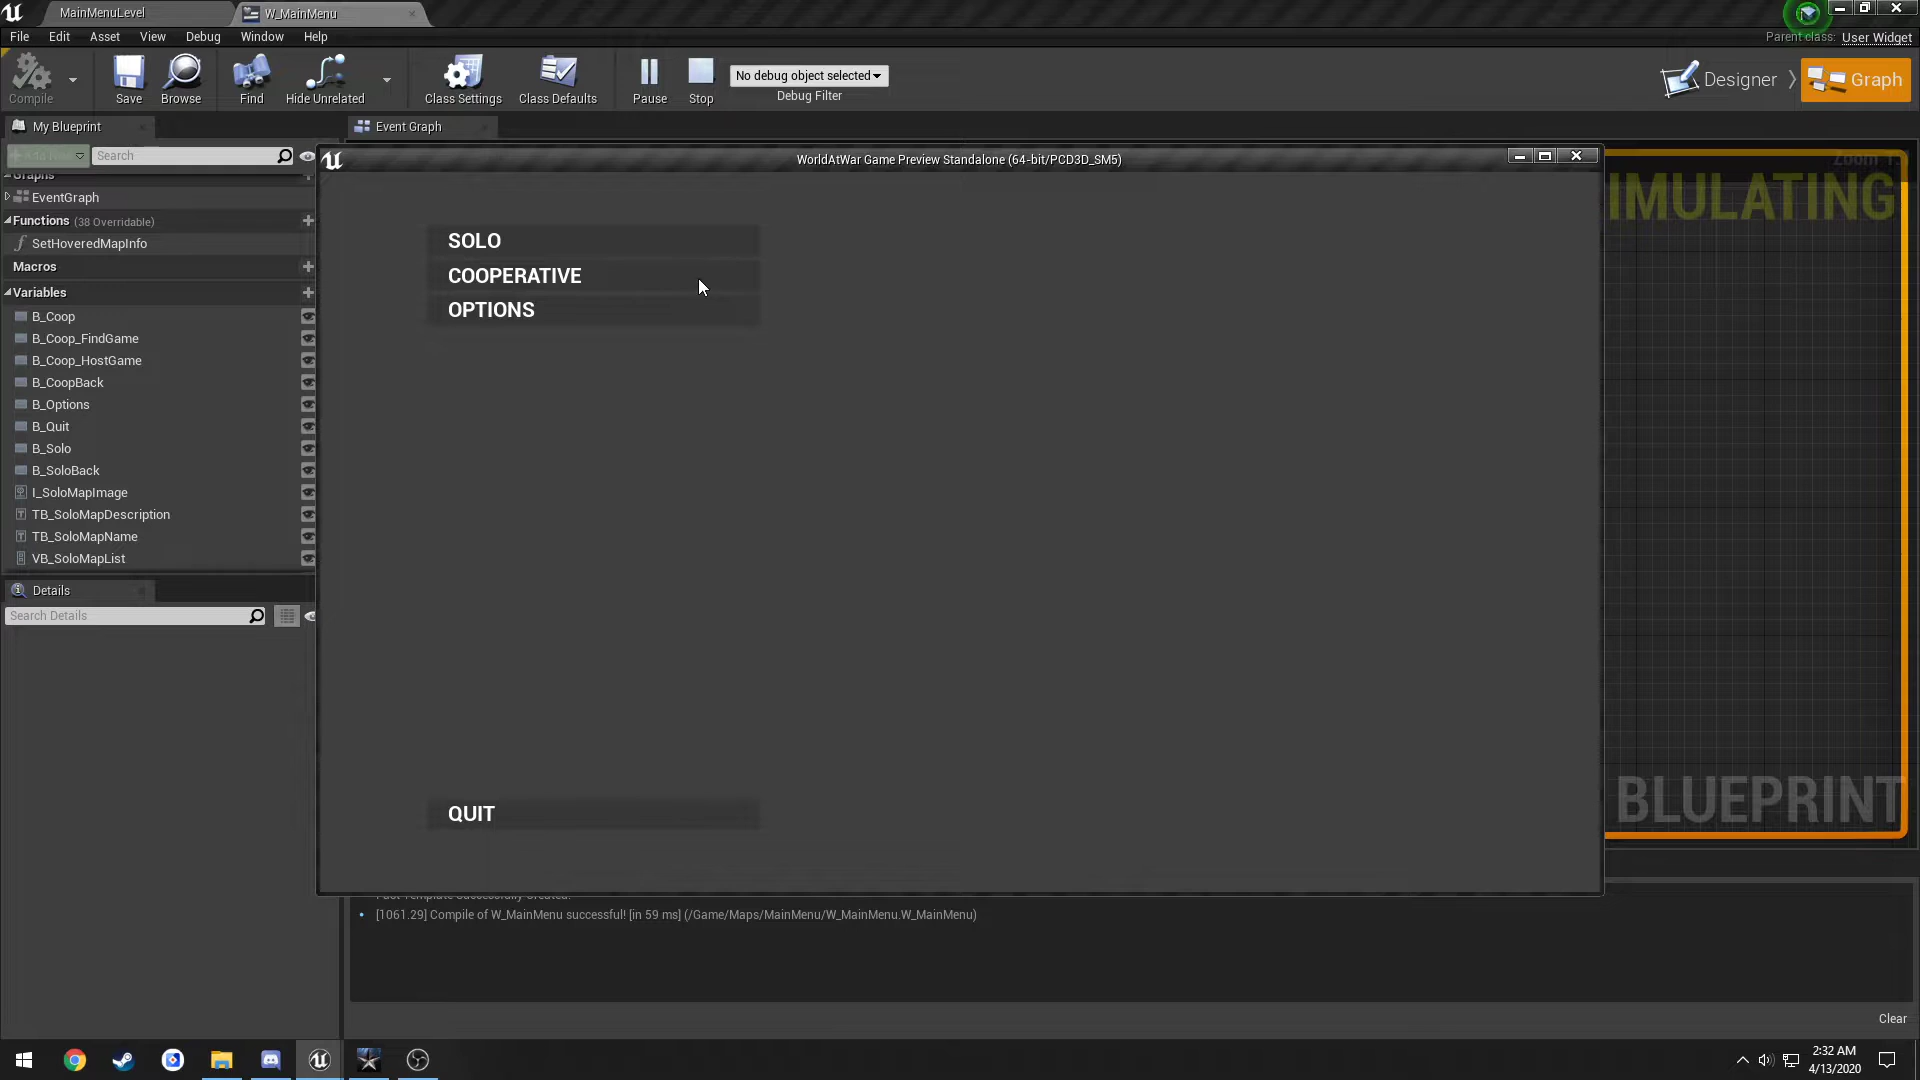 MainMenuLevel
W_MainMenu
File Edit Asset View Debug Window Help
Parent class: User Widget
Compile
Save
Browse
Find
Hide Unrelated
Class Settings
Class Defaults
Pause
Stop
No debug object selected
Debug Filter
Designer
Graph
My Blueprint
Event Graph
Search
WorldAtWar Game Preview Standalone (64-bit/PCD3D_SM5)
Graphs
EventGraph
Functions (38 Overridable)
SetHoveredMapInfo
Macros
Variables
B_Coop
B_Coop_FindGame
B_Coop_HostGame
B_CoopBack
B_Options
B_Quit
B_Solo
B_SoloBack
I_SoloMapImage
TB_SoloMapDescription
TB_SoloMapName
VB_SoloMapList
Details
Search Details
SOLO
COOPERATIVE
OPTIONS
QUIT
IMULATING
BLUEPRINT
[1061.29] Compile of W_MainMenu successful! [in 59 ms] (/Game/Maps/MainMenu/W_MainMenu.W_MainMenu)
Clear
2:32 AM
4/13/2020